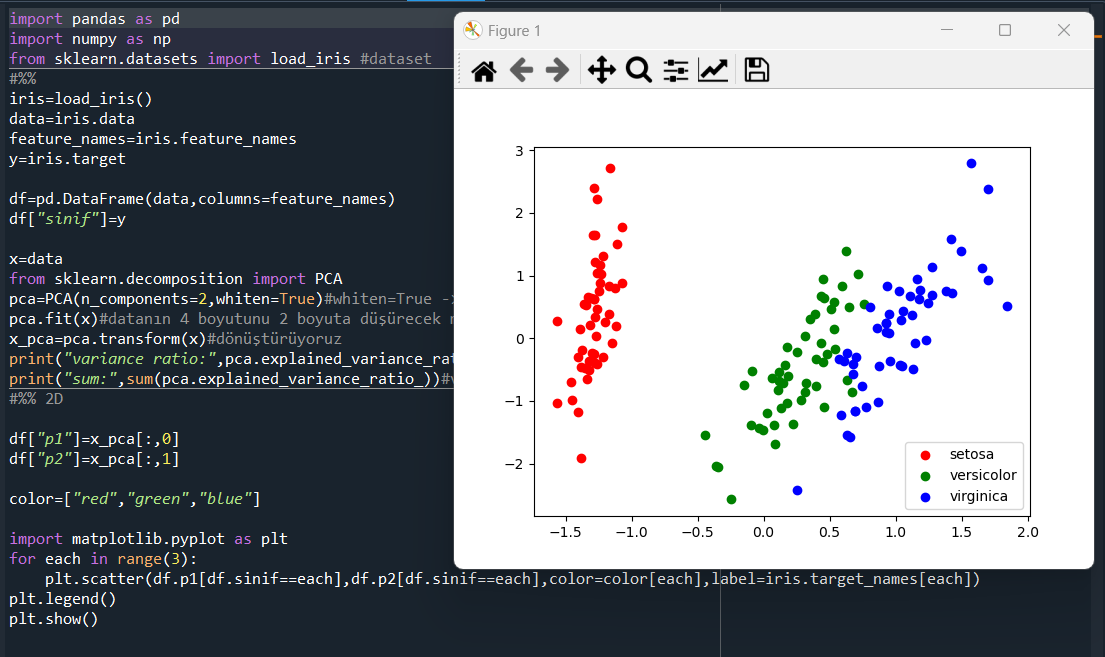 import pandas as pd
import numpy as np
from sklearn.datasets import load_iris #dataset
#%%
iris=load_iris()
data=iris.data
feature_names=iris.feature_names
y=iris.target
df=pd.DataFrame(data,columns=feature_names)
df["sinif"]=y
x=data
from sklearn.decomposition import PCA
pca=PCA(n_components=2,whiten=True)#whiten=True -
pca.fit(x)#datanın 4 boyutunu 2 boyuta düşürecek
x_pca=pca.transform(x)#dönüştürüyoruz
print("variance ratio:",pca.explained_variance_rat
print("sum:",sum(pca.explained_variance_ratio_))#
#%% 2D
df["p1"]=x_pca[:,0]
df["p2"]=x_pca[:,1]
color=["red","green","blue"]
import matplotlib.pyplot as plt
for each in range(3):
plt.scatter(df.p1[df.sinif==each],df.p2[df.sinif==each],color=color[each],label=iris.target_names[each])
plt.legend()
plt.show()
Figure 1
3
2
1
0
−1
−2
−1.5 −1.0 −0.5 0.0 0.5 1.0 1.5 2.0
setosa
versicolor
virginica